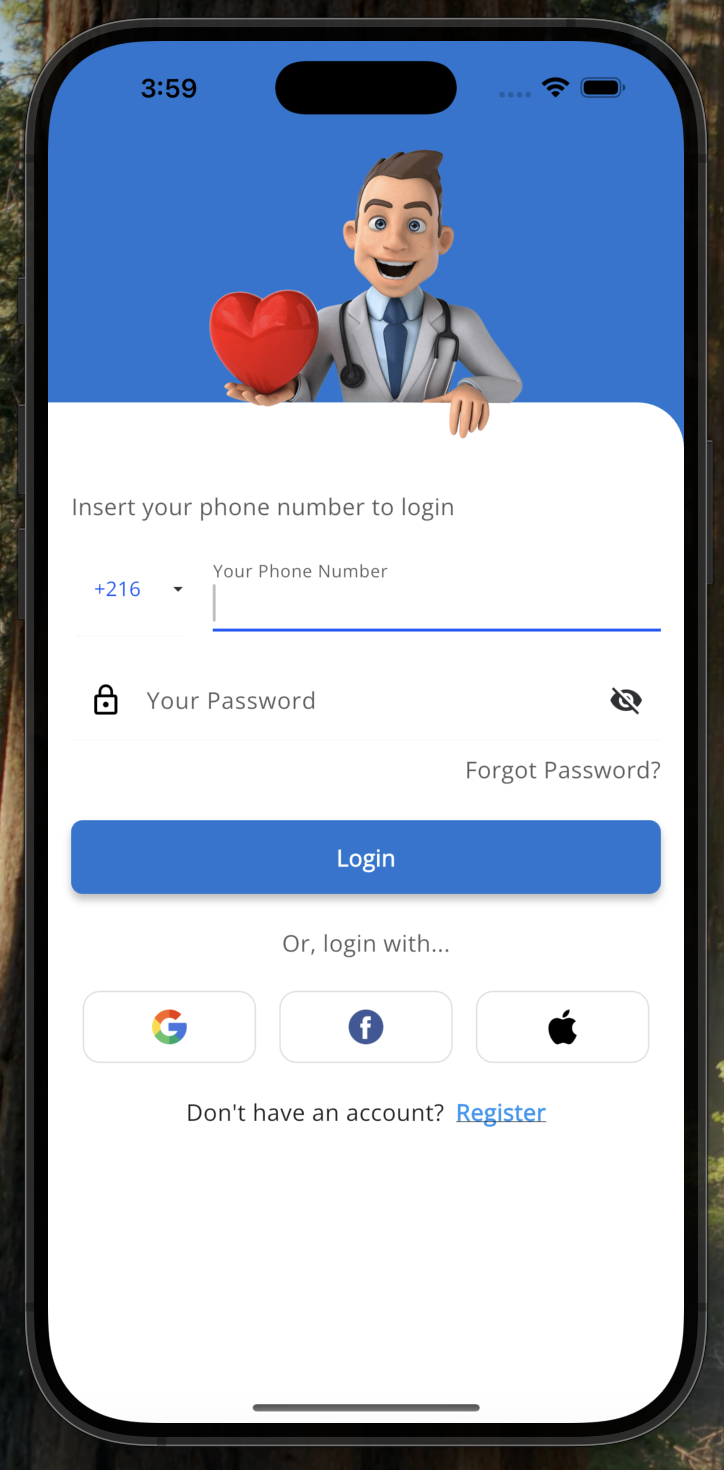 3:59
Insert your phone number to login
+216
Your Phone Number
Your Password
Forgot Password?
Login
Or, login with...
Don't have an account? Register